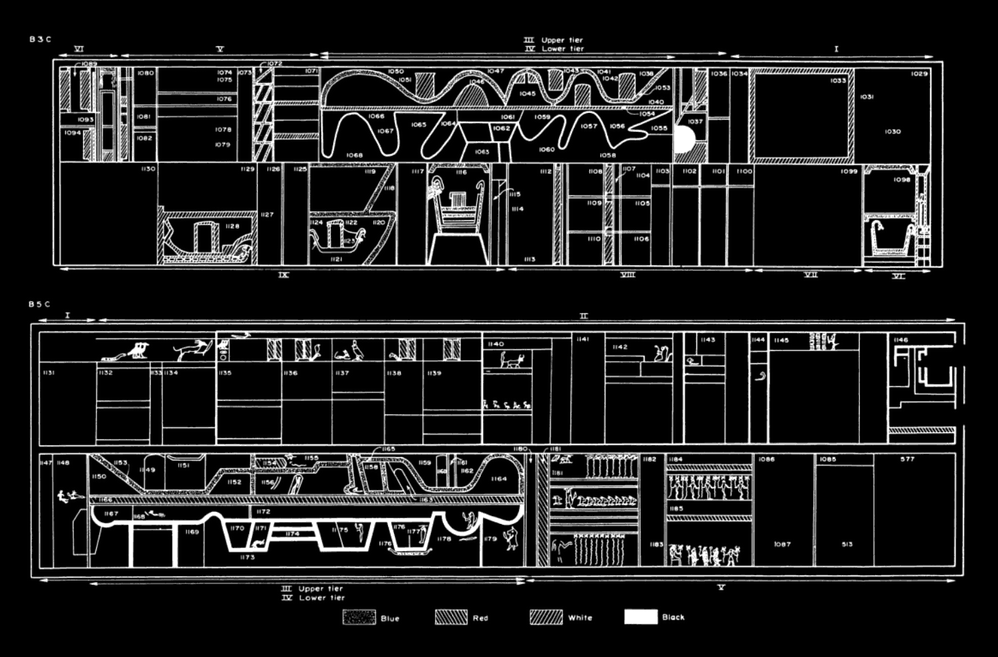 B3C
VI V III Upper tier I
IV Lower tier
1089 1072 1050 1047 1043 1041 1038 1036 1034 1033 1029
1080 1074 1073 1071 1051 1046 1042 1053 1031
1075 1045 1040
1076 1054
1093 1081 1078 1066 1065 1064 1061 1059 1057 1056 1055 1037 1030
1094 1082 1079 1067 1062
1068 1063 1060 1058
1130 1129 1126 1125 1119 1117 1116 1112 1108 1107 1104 1103 1102 1101 1100 1099 1098
1118 1115
1127 1124 1122 1120 1114 1109 1105
1128 1123 1110 1106
1121 1113
IX VIII VII VI
B5C
I II
1140 1141 1142 1143 1144 1145 1146
1131 1132 1133 1134 1135 1136 1137 1138 1139
1147 1148 1153 1149 1151 1154 1155 1165 1158 1159 1161 1180 1181 1182 1184 1086 1085 577
1150 1152 1156 1160 1162 1164 1181
1166 1163
1167 1168 1172 1185
1169 1170 1171 1174 1175 1176 1177 1178 1179
1173 1176 1183 1087 513
III Upper tier V
IV Lower tier
Blue Red White Black